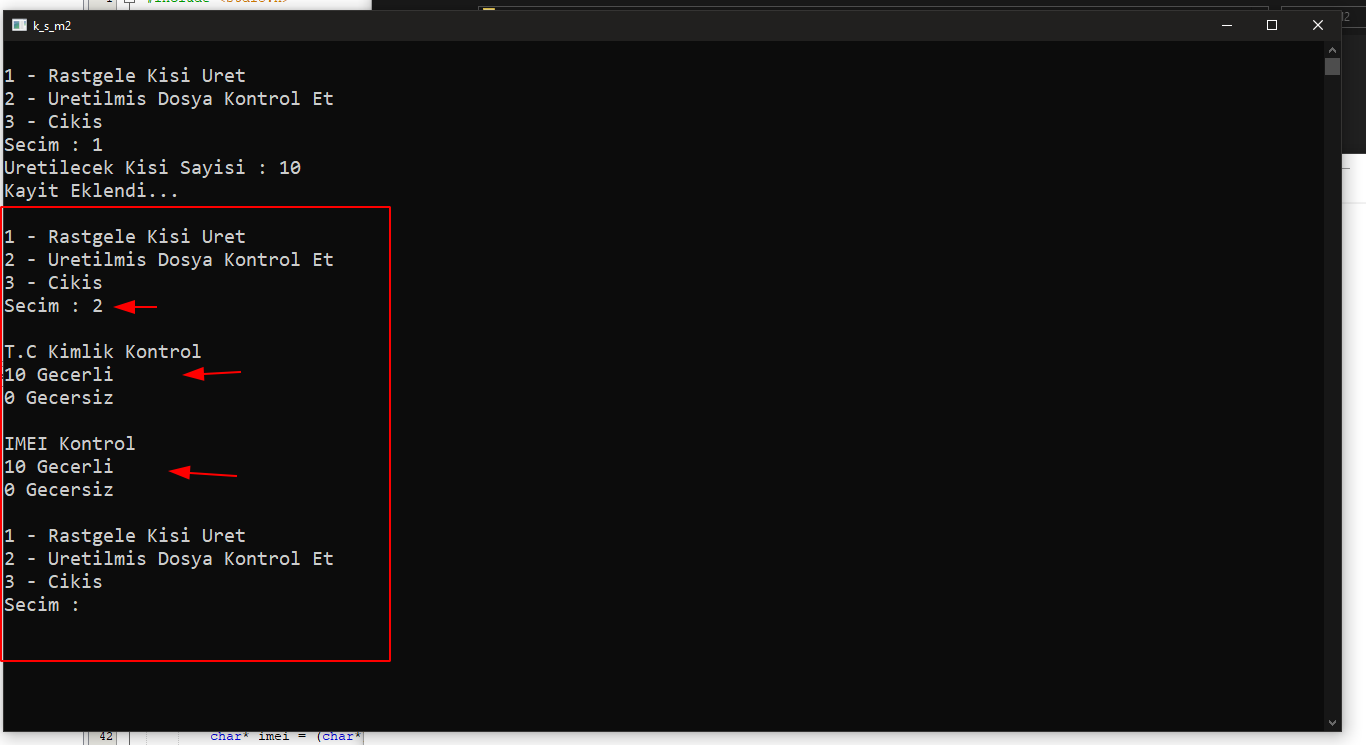 1 #include <stdio.h>
k_s_m2
1 - Rastgele Kisi Uret
2 - Uretilmis Dosya Kontrol Et
3 - Cikis
Secim : 1
Uretilecek Kisi Sayisi : 10
Kayit Eklendi...
1 - Rastgele Kisi Uret
2 - Uretilmis Dosya Kontrol Et
3 - Cikis
Secim : 2
T.C Kimlik Kontrol
10 Gecerli
0 Gecersiz
IMEI Kontrol
10 Gecerli
0 Gecersiz
1 - Rastgele Kisi Uret
2 - Uretilmis Dosya Kontrol Et
3 - Cikis
Secim :
42 char* imei = (char*